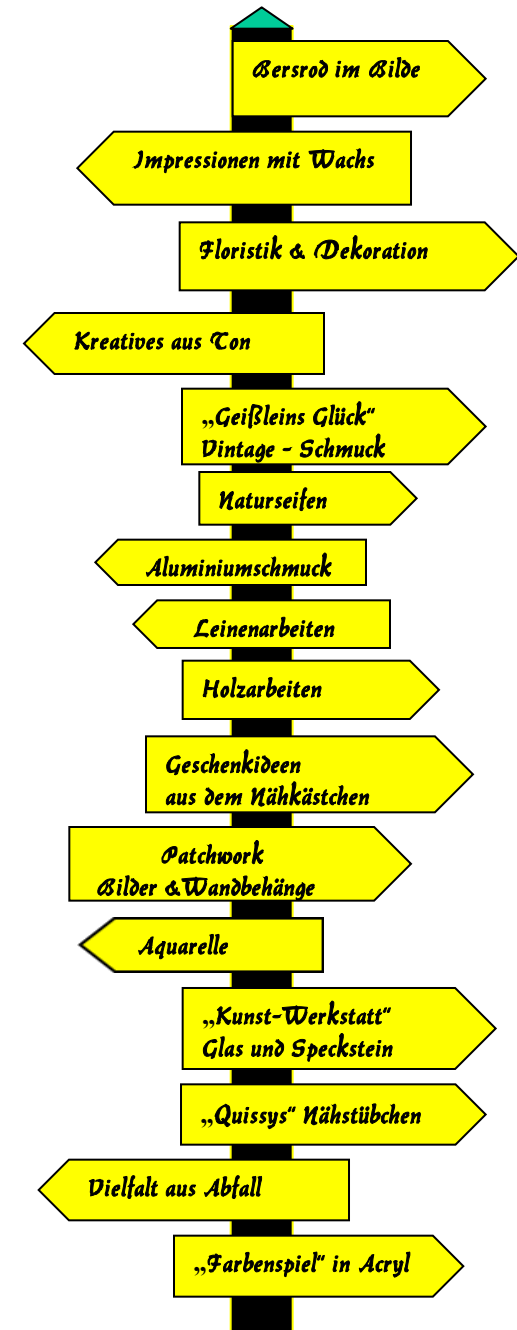 Bersrod im Bilde
Impressionen mit Wachs
Floristik & Dekoration
Kreatives aus Ton
„Geißleins Glück“
Vintage - Schmuck
Naturseifen
Aluminiumschmuck
Leinenarbeiten
Holzarbeiten
Geschenkideen
aus dem Nähkästchen
Patchwork
Bilder &Wandbehänge
Aquarelle
„Kunst-Werkstatt“
Glas und Speckstein
„Quissys“ Nähstübchen
Vielfalt aus Abfall
„Farbenspiel“ in Acryl